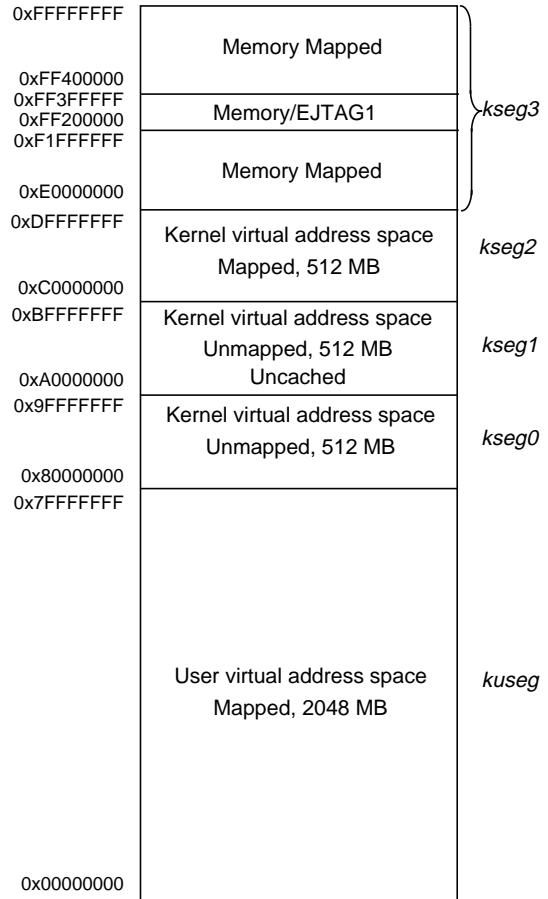 0xFFFFFFFF
Memory Mapped
0xFF400000
0xFF3FFFFF
Memory/EJTAG1
kseg3
0xFF200000
0xF1FFFFFF
Memory Mapped
0xE0000000
0xDFFFFFFF
Kernel virtual address space
Mapped, 512 MB
kseg2
0xC0000000
0xBFFFFFFF
Kernel virtual address space
Unmapped, 512 MB
Uncached
kseg1
0xA0000000
0x9FFFFFFF
Kernel virtual address space
Unmapped, 512 MB
kseg0
0x80000000
0x7FFFFFFF
User virtual address space
Mapped, 2048 MB
kuseg
0x00000000